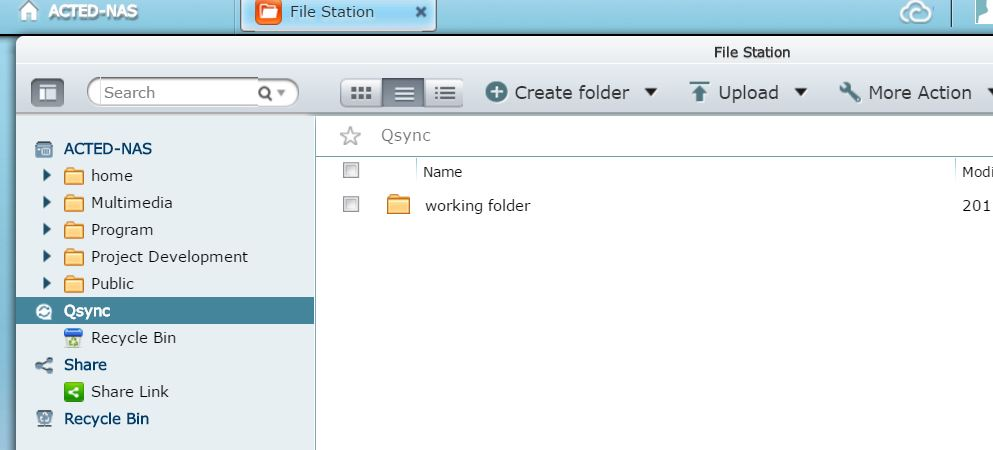 ACTED-NAS
File Station
File Station
Search
Create folder
Upload
More Action
ACTED-NAS
home
Multimedia
Program
Project Development
Public
Qsync
Recycle Bin
Share
Share Link
Recycle Bin
Qsync
Name
Modi
working folder
201